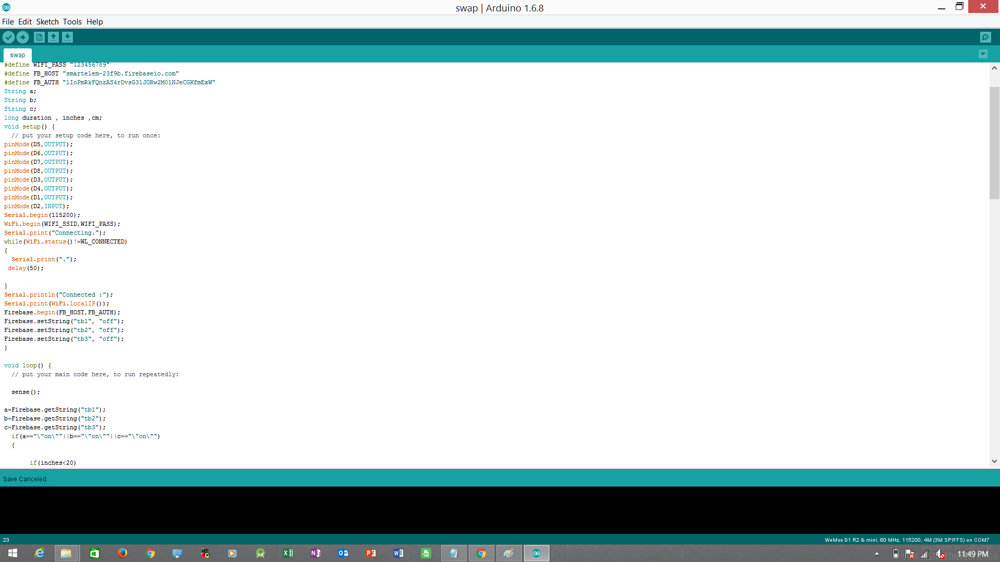 swap | Arduino 1.6.8
File Edit Sketch Tools Help
swap
#define WIFI_PASS "123456789"
#define FB_HOST "smartelem-23f9b.firebaseio.com"
#define FB_AUTH "lIoPmRkFQnzAS4rDvsG3lJORw2M01NJeCGKfmExW"
String a;
String b;
String c;
long duration , inches ,cm;
void setup() {
  // put your setup code here, to run once:
pinMode(D5,OUTPUT);
pinMode(D6,OUTPUT);
pinMode(D7,OUTPUT);
pinMode(D8,OUTPUT);
pinMode(D3,OUTPUT);
pinMode(D4,OUTPUT);
pinMode(D1,OUTPUT);
pinMode(D2,INPUT);
Serial.begin(115200);
WiFi.begin(WIFI_SSID,WIFI_PASS);
Serial.print("Connecting.");
while(WiFi.status()!=WL_CONNECTED)
{
  Serial.print(".");
 delay(50);
}
Serial.println("Connected :");
Serial.print(WiFi.localIP());
Firebase.begin(FB_HOST,FB_AUTH);
Firebase.setString("tb1", "off");
Firebase.setString("tb2", "off");
Firebase.setString("tb3", "off");
}
void loop() {
  // put your main code here, to run repeatedly:
  sense();
a=Firebase.getString("tb1");
b=Firebase.getString("tb2");
c=Firebase.getString("tb3");
  if(a=="\"on\""||b=="\"on\""||c=="\"on\"")
  {
       if(inches<20)
Save Canceled.
23
WeMos D1 R2 & mini, 80 MHz, 115200, 4M (3M SPIFFS) on COM7
11:49 PM